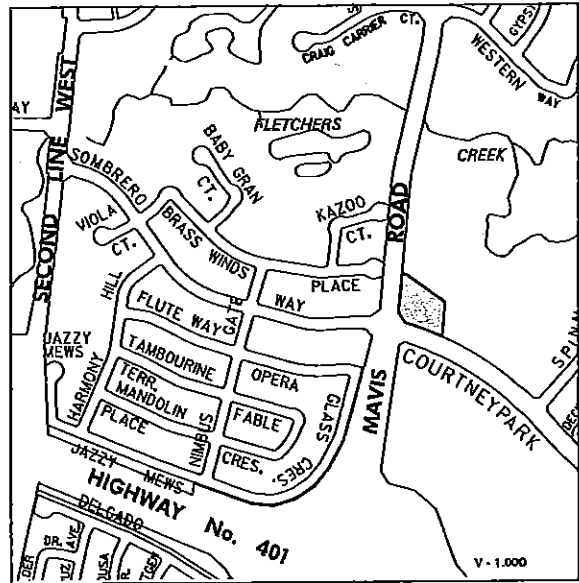 CRAIG CARRIER CT.
GYPSY
WESTERN WAY
AY
SECOND LINE WEST
FLETCHERS
CREEK
BABY GRAN CT.
SOMBRERO
KAZOO CT.
VIOLA CT.
BRASS WINDS
PLACE
ROAD
HILL
FLUTE WAY
GATE
WAY
JAZZY MEWS
HARMONY
TAMBOURINE
TERR.
OPERA
MANDOLIN
PLACE
NIMBUS
FABLE
CRES.
GLASS CRES.
MAVIS
COURTNEYPARK
SPINN
JAZZY MEWS
HIGHWAY No. 401
DELGADO
DR.
AVE.
V - 1.000